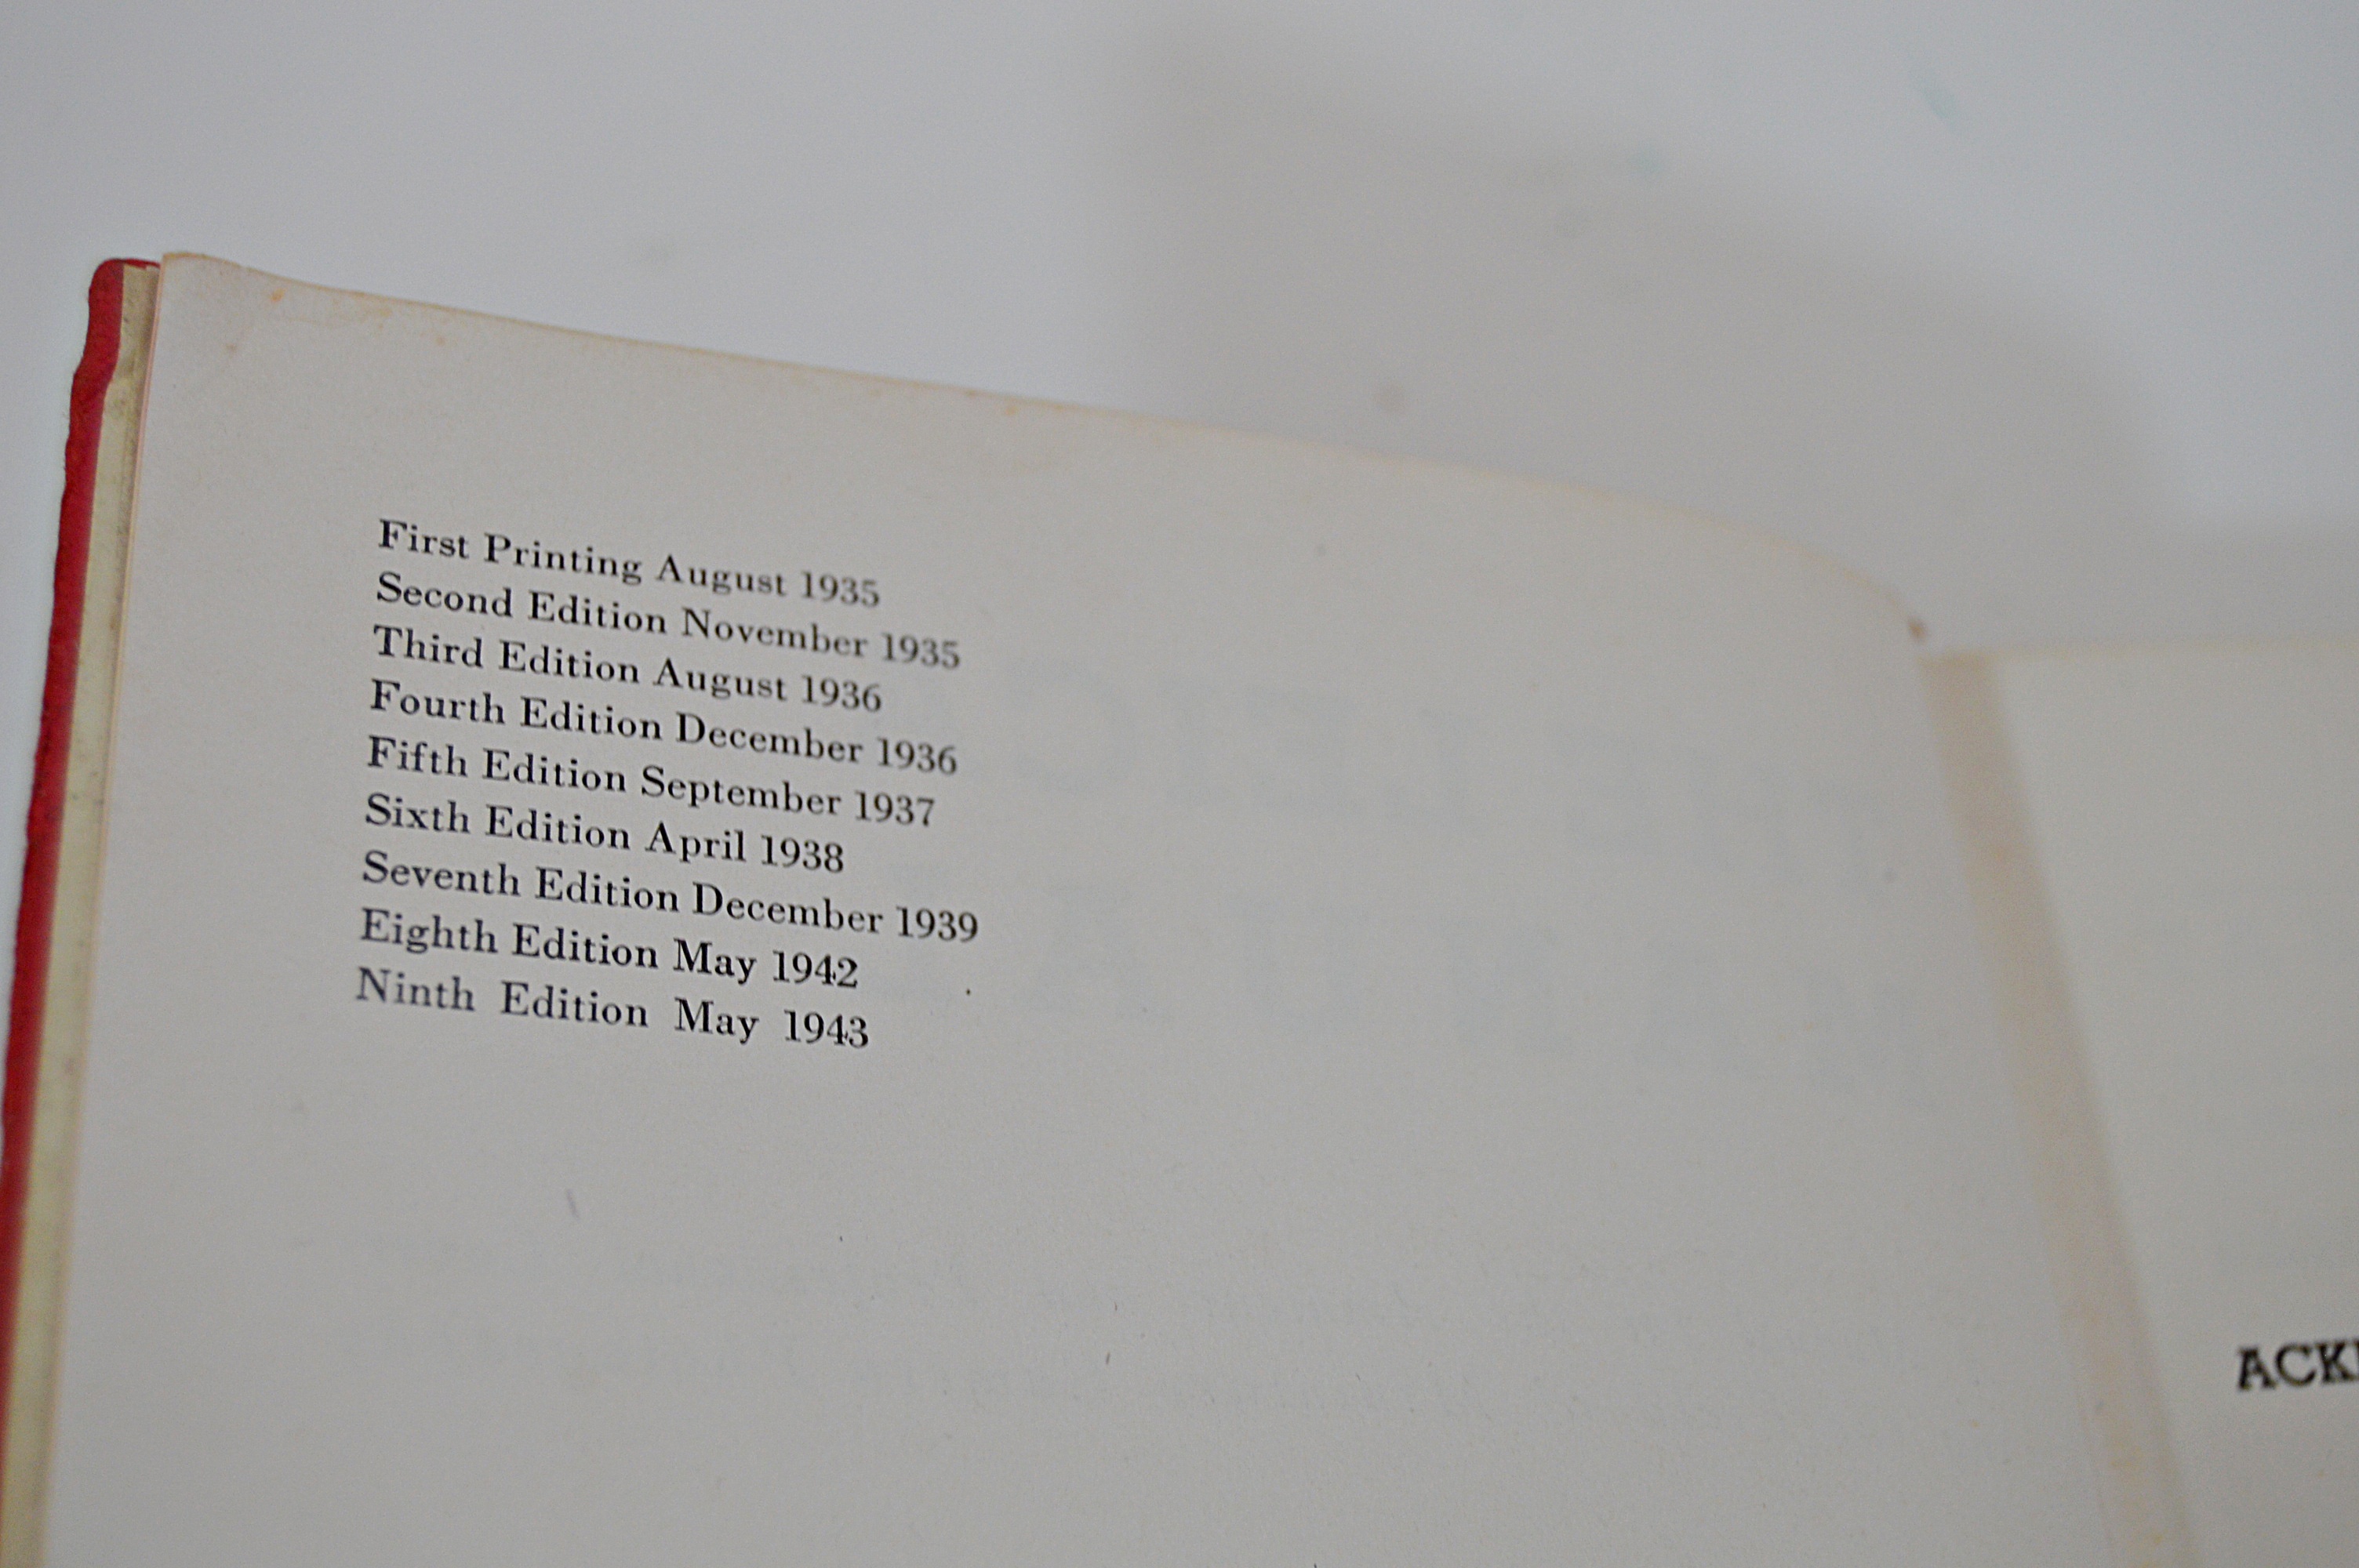 First Printing August 1935
Second Edition November 1935
Third Edition August 1936
Fourth Edition December 1936
Fifth Edition September 1937
Sixth Edition April 1938
Seventh Edition December 1939
Eighth Edition May 1942
Ninth Edition May 1943